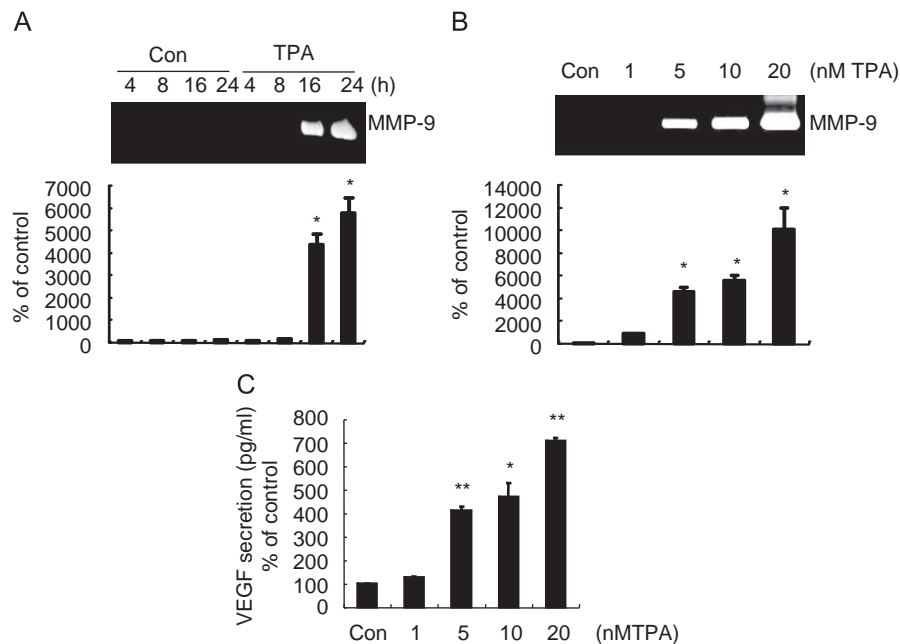 A
Con TPA
4 8 16 24 4 8 16 24 (h)
MMP-9
7000
6000
5000
4000
3000
2000
1000
0
% of control
* *
B
Con 1 5 10 20 (nM TPA)
MMP-9
14000
12000
10000
8000
6000
4000
2000
0
% of control
* * *
C
800
700
600
500
400
300
200
100
0
VEGF secretion (pg/ml)
% of control
** * **
Con 1 5 10 20 (nMTPA)